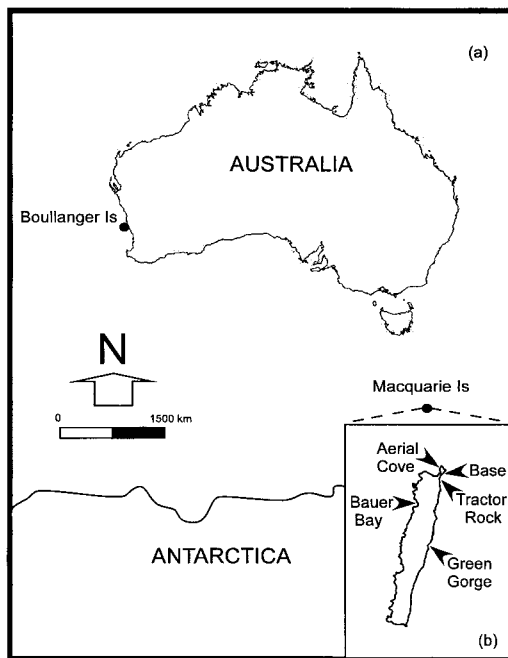 (a)
AUSTRALIA
Boullanger Is
N
0 1500 km
Macquarie Is
Aerial
Cove
Base
Bauer
Bay
Tractor
Rock
ANTARCTICA
Green
Gorge
(b)